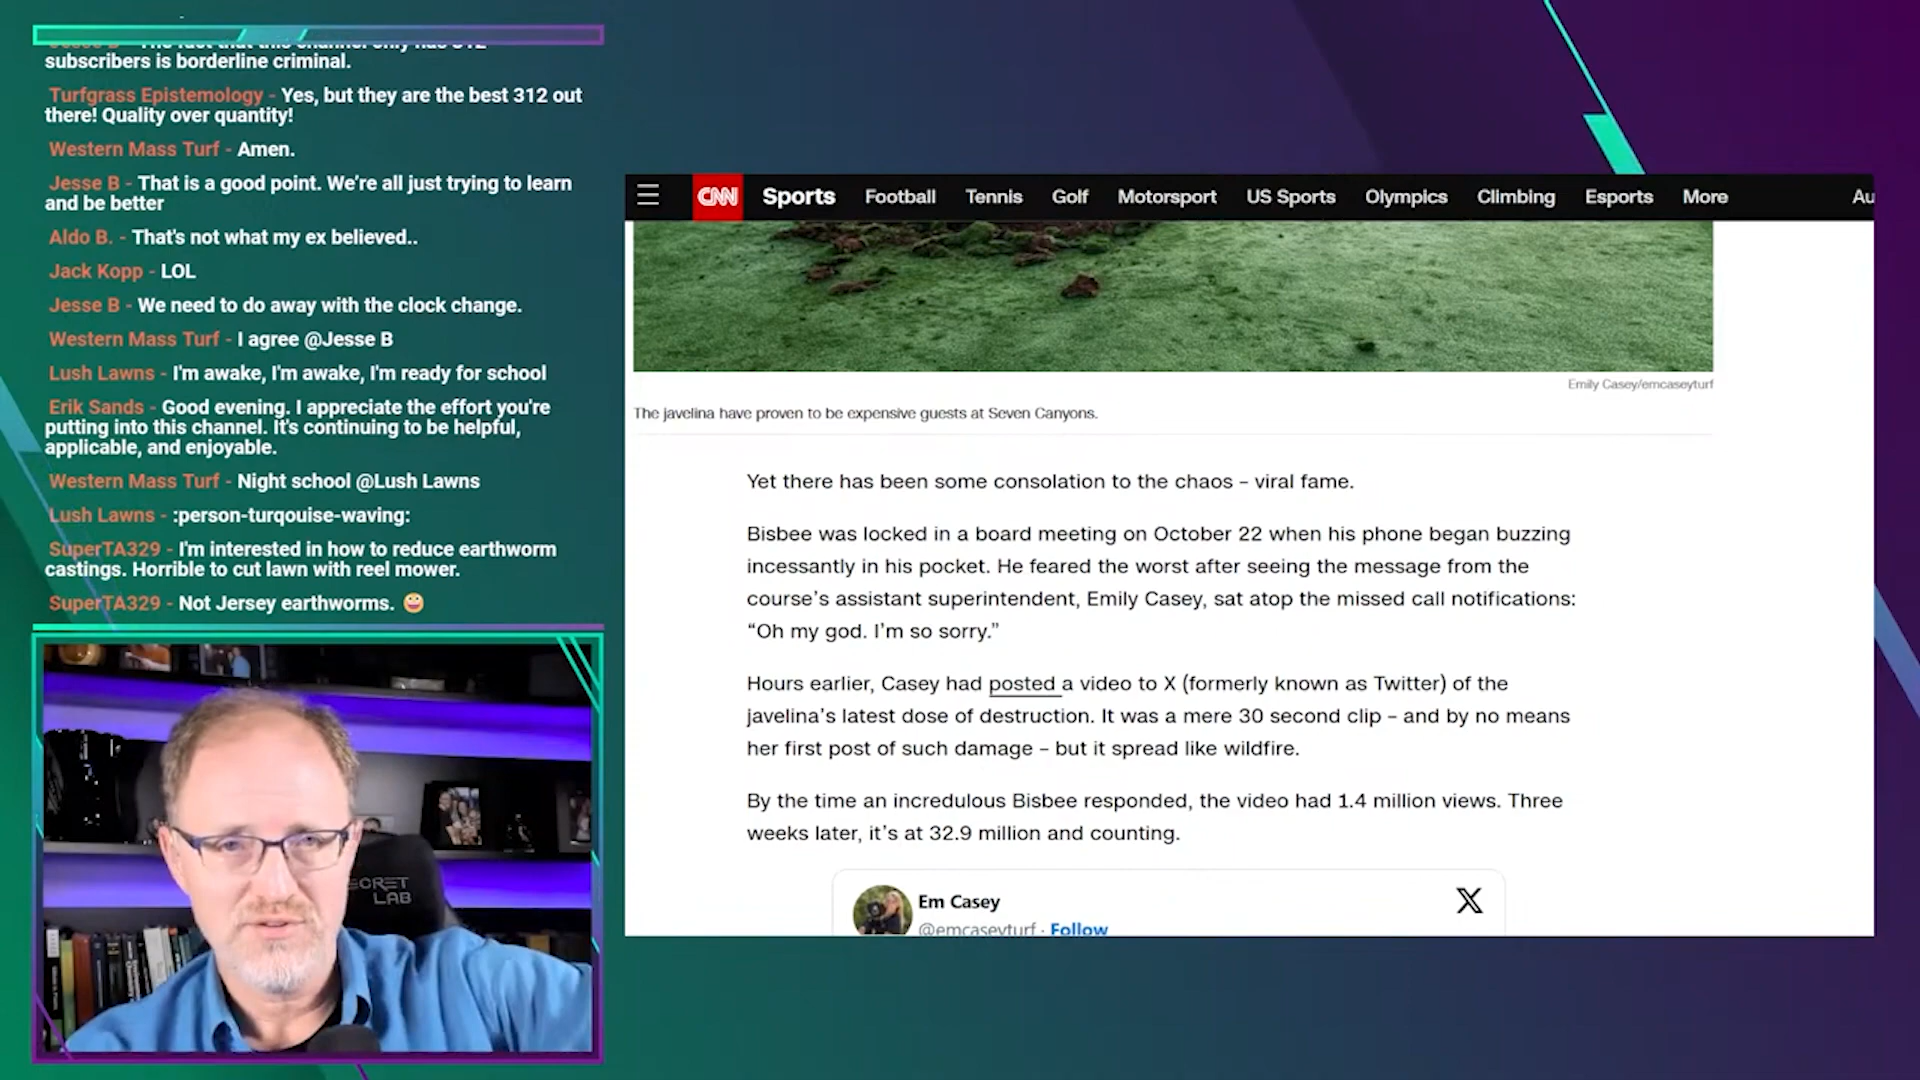 Jesse B - The fact that this channel only has 312
subscribers is borderline criminal.
Turfgrass Epistemology - Yes, but they are the best 312 out
there! Quality over quantity!
Western Mass Turf - Amen.
Jesse B - That is a good point. We're all just trying to learn
and be better
Aldo B. - That's not what my ex believed..
Jack Kopp - LOL
Jesse B - We need to do away with the clock change.
Western Mass Turf - I agree @Jesse B
Lush Lawns - I'm awake, I'm awake, I'm ready for school
Erik Sands - Good evening. I appreciate the effort you're
putting into this channel. It's continuing to be helpful,
applicable, and enjoyable.
Western Mass Turf - Night school @Lush Lawns
Lush Lawns - :person-turqouise-waving:
SuperTA329 - I'm interested in how to reduce earthworm
castings. Horrible to cut lawn with reel mower.
SuperTA329 - Not Jersey earthworms. 😀
SECRET
LAB
CNN Sports Football Tennis Golf Motorsport US Sports Olympics Climbing Esports More Au
Emily Casey/emcaseyturf
The javelina have proven to be expensive guests at Seven Canyons.
Yet there has been some consolation to the chaos – viral fame.
Bisbee was locked in a board meeting on October 22 when his phone began buzzing
incessantly in his pocket. He feared the worst after seeing the message from the
course's assistant superintendent, Emily Casey, sat atop the missed call notifications:
“Oh my god. I'm so sorry.”
Hours earlier, Casey had posted a video to X (formerly known as Twitter) of the
javelina's latest dose of destruction. It was a mere 30 second clip – and by no means
her first post of such damage – but it spread like wildfire.
By the time an incredulous Bisbee responded, the video had 1.4 million views. Three
weeks later, it's at 32.9 million and counting.
Em Casey
@emcaseyturf · Follow